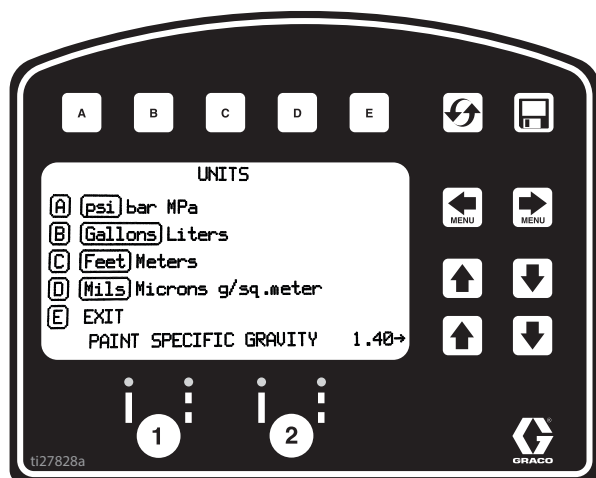 A B C D E
UNITS
A psi bar MPa
B Gallons Liters
C Feet Meters
D Mils Microns g/sq.meter
E EXIT
PAINT SPECIFIC GRAVITY 1.40→
MENU MENU
1 2
ti27828a
GRACO